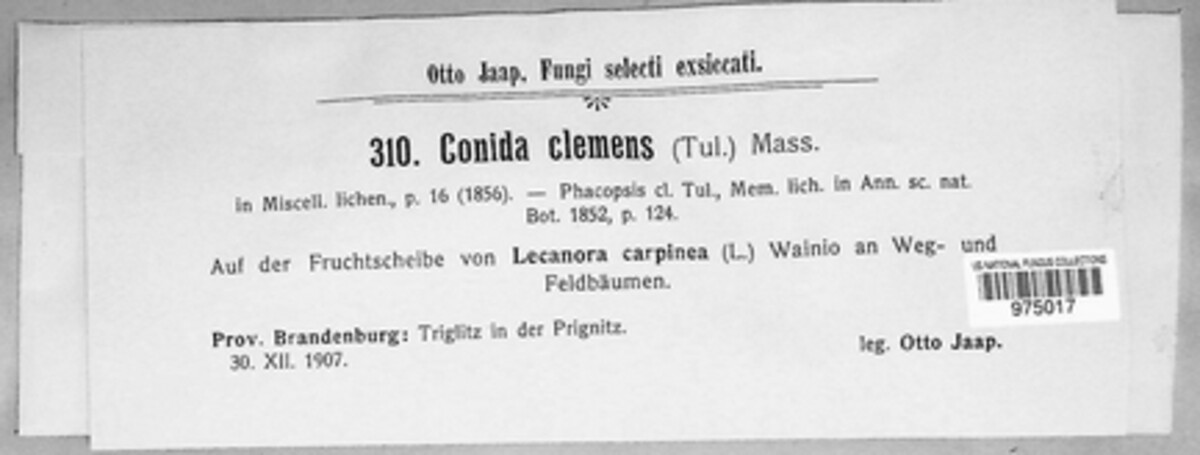 Otto Jaap. Fungi selecti exsiccati.
310. Conida clemens (Tul.) Mass.
in Miscell. lichen., p. 16 (1856). — Phacopsis cl. Tul., Mem. lich. in Ann. sc. nat.
Bot. 1852, p. 124.
Auf der Fruchtscheibe von Lecanora carpinea (L.) Wainio an Weg- und
Feldbäumen.
US NATIONAL FUNGUS COLLECTIONS
975017
Prov. Brandenburg: Triglitz in der Prignitz.
30. XII. 1907.
leg. Otto Jaap.